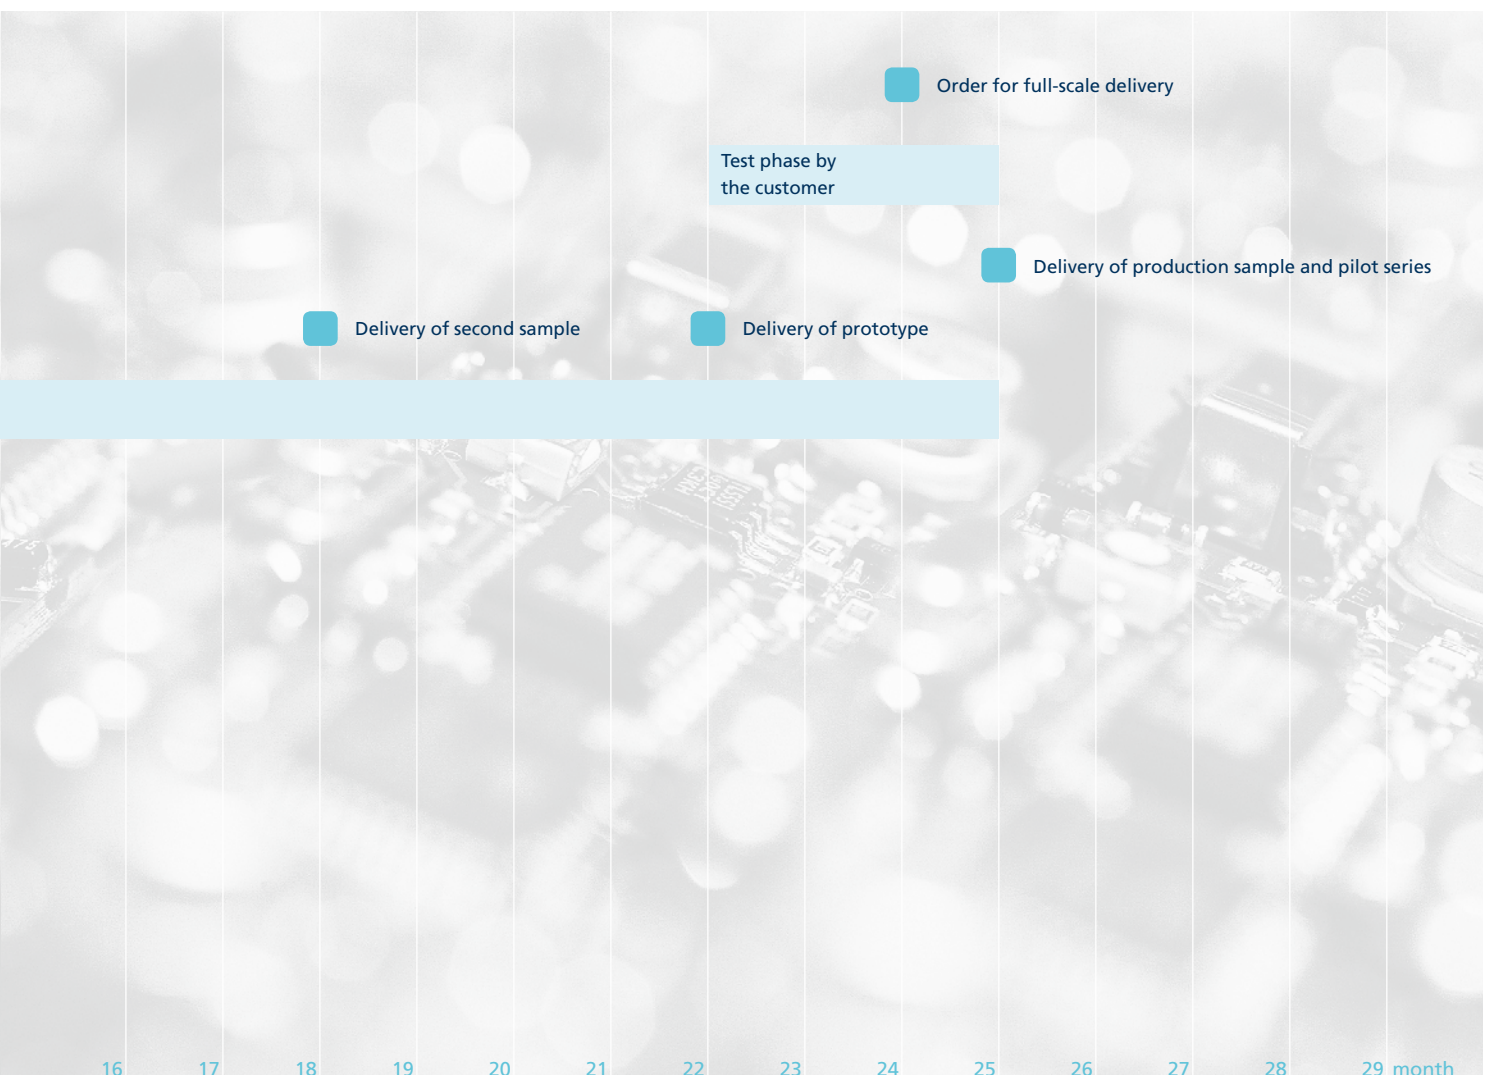 Order for full-scale delivery
Test phase by
the customer
Delivery of production sample and pilot series
Delivery of second sample
Delivery of prototype
16 17 18 19 20 21 22 23 24 25 26 27 28 29 month